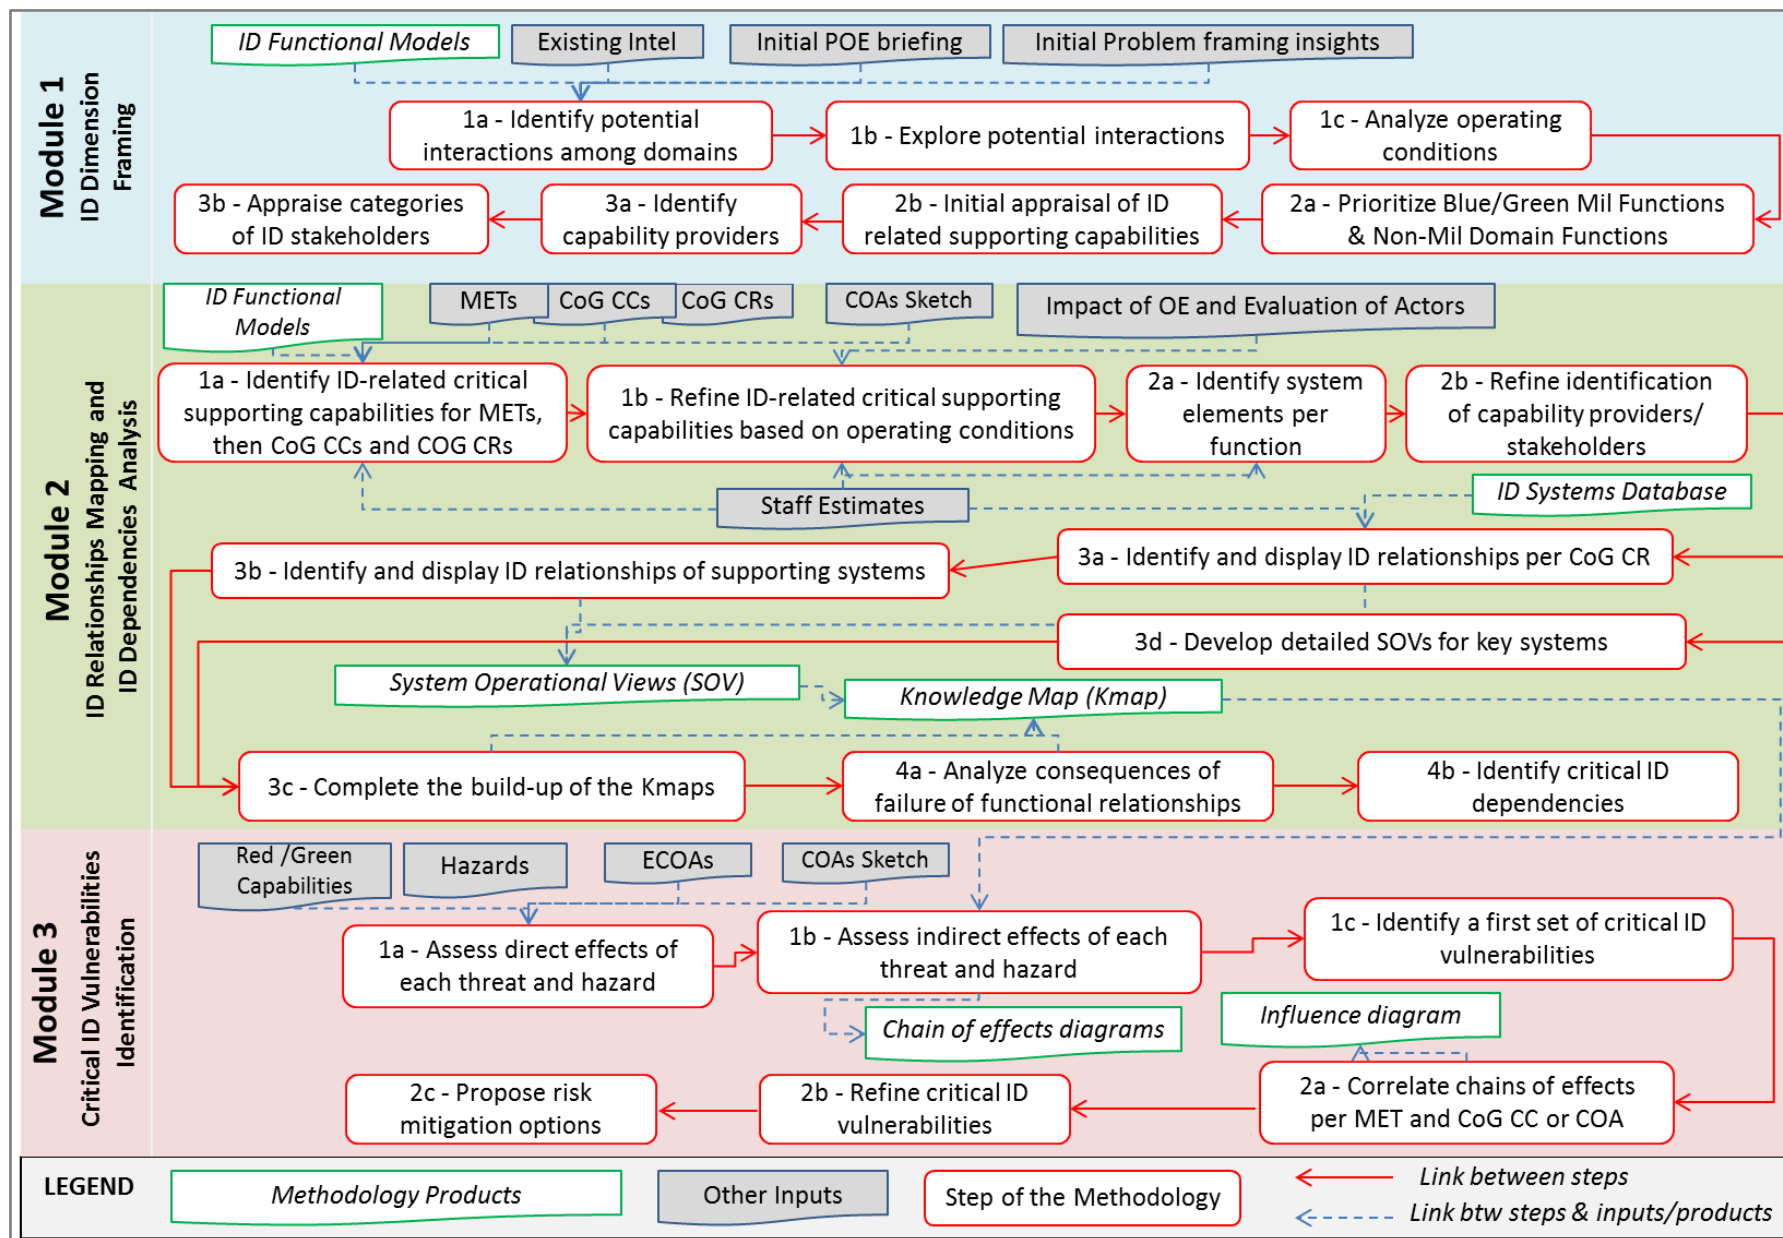 Module 1
ID Dimension
Framing
ID Functional Models
Existing Intel
Initial POE briefing
Initial Problem framing insights
1a - Identify potential
interactions among domains
1b - Explore potential interactions
1c - Analyze operating
conditions
3b - Appraise categories
of ID stakeholders
3a - Identify
capability providers
2b - Initial appraisal of ID
related supporting capabilities
2a - Prioritize Blue/Green Mil Functions
& Non-Mil Domain Functions
Module 2
ID Relationships Mapping and
ID Dependencies Analysis
ID Functional
Models
METs
CoG CCs
CoG CRs
COAs Sketch
Impact of OE and Evaluation of Actors
1a - Identify ID-related critical
supporting capabilities for METs,
then CoG CCs and COG CRs
1b - Refine ID-related critical supporting
capabilities based on operating conditions
2a - Identify system
elements per
function
2b - Refine identification
of capability providers/
stakeholders
Staff Estimates
ID Systems Database
3b - Identify and display ID relationships of supporting systems
3a - Identify and display ID relationships per CoG CR
3d - Develop detailed SOVs for key systems
System Operational Views (SOV)
Knowledge Map (Kmap)
3c - Complete the build-up of the Kmaps
4a - Analyze consequences of
failure of functional relationships
4b - Identify critical ID
dependencies
Module 3
Critical ID Vulnerabilities
Identification
Red /Green
Capabilities
Hazards
ECOAs
COAs Sketch
1a - Assess direct effects of
each threat and hazard
1b - Assess indirect effects of each
threat and hazard
1c - Identify a first set of critical ID
vulnerabilities
Chain of effects diagrams
Influence diagram
2c - Propose risk
mitigation options
2b - Refine critical ID
vulnerabilities
2a - Correlate chains of effects
per MET and CoG CC or COA
LEGEND
Methodology Products
Other Inputs
Step of the Methodology
Link between steps
Link btw steps & inputs/products